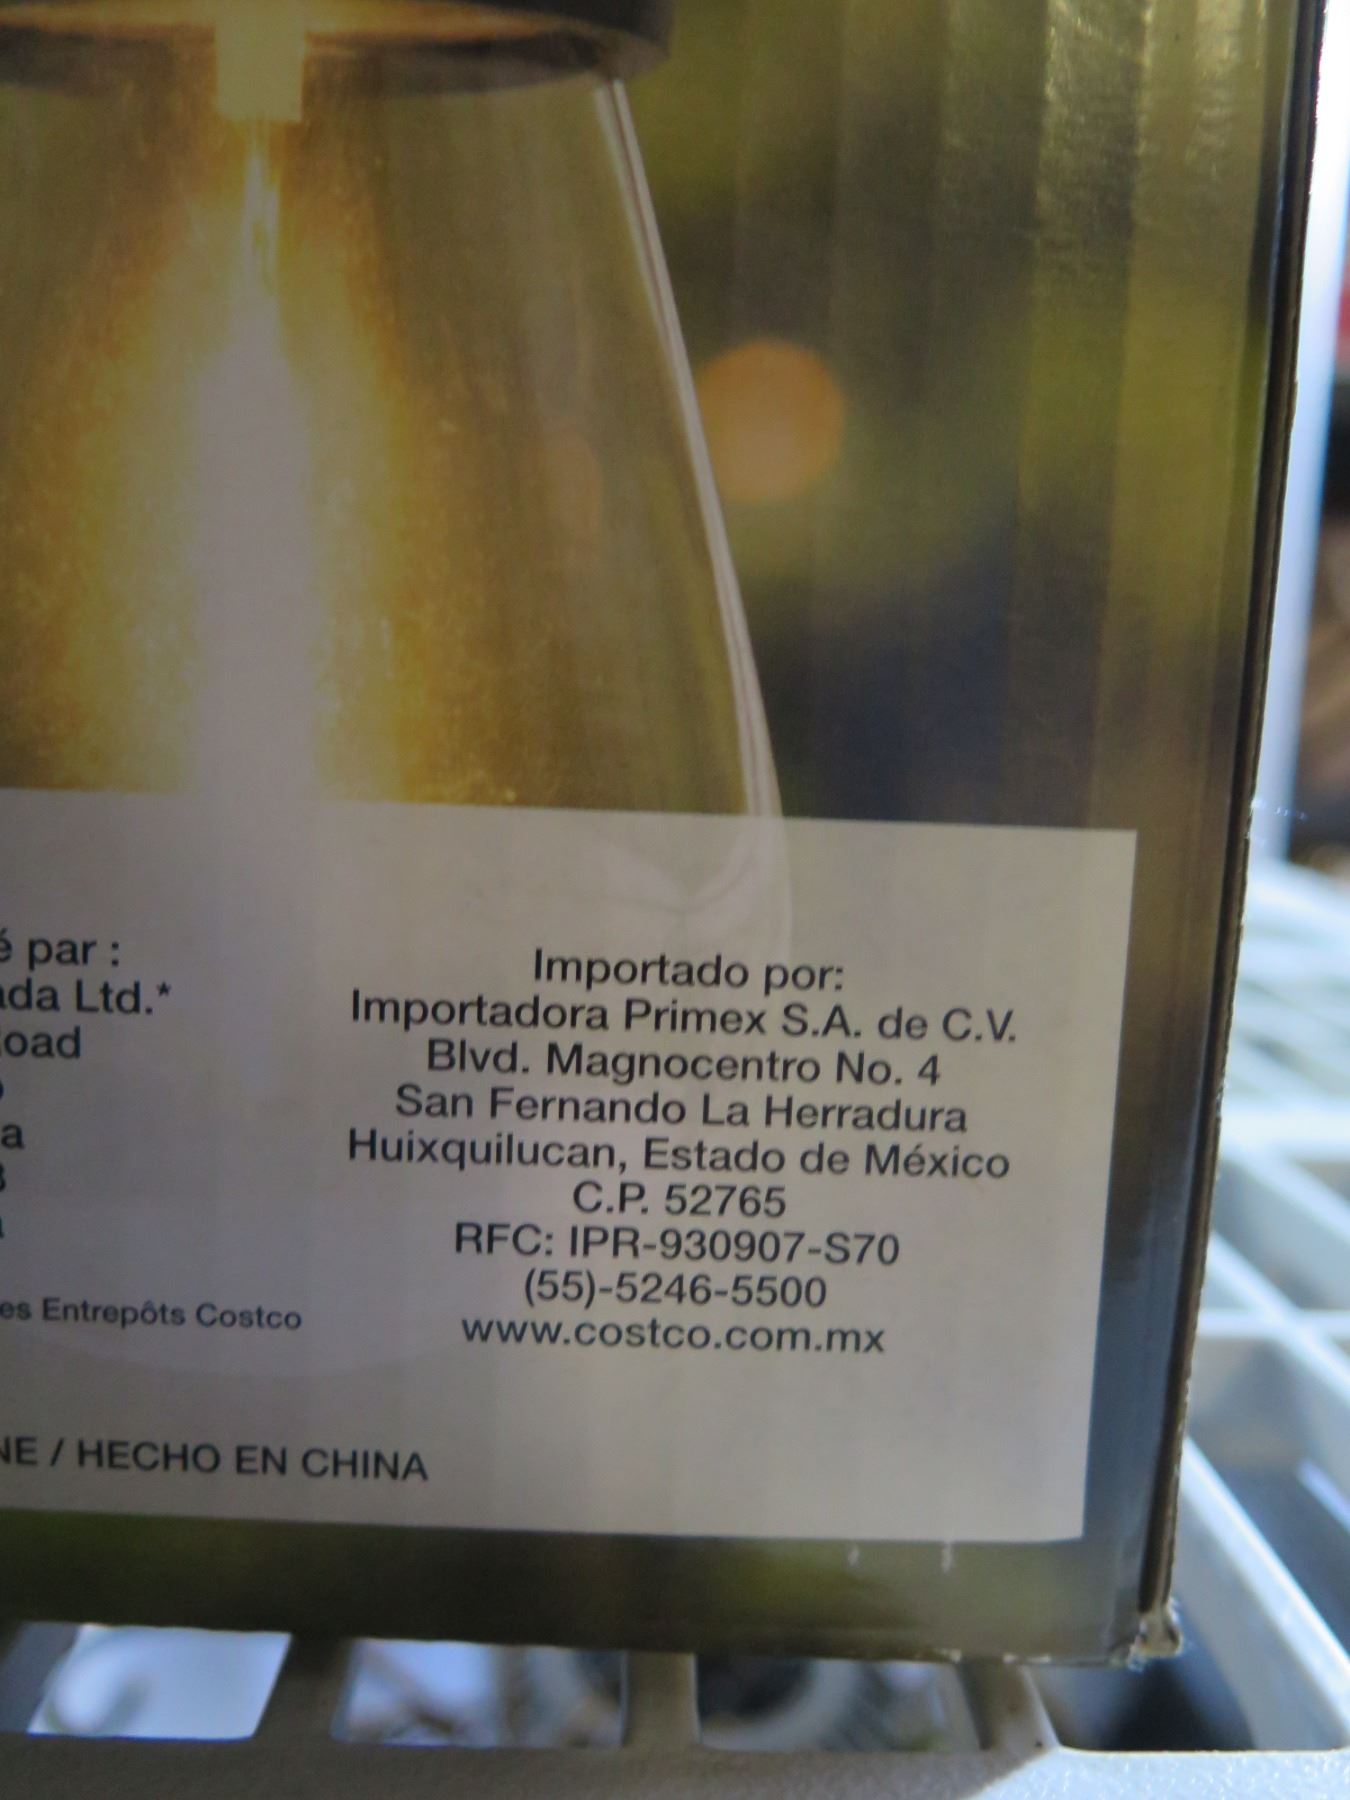 é par :
ada Ltd.*
oad
a
es Entrepôts Costco
Importado por:
Importadora Primex S.A. de C.V.
Blvd. Magnocentro No. 4
San Fernando La Herradura
Huixquilucan, Estado de México
C.P. 52765
RFC: IPR-930907-S70
(55)-5246-5500
www.costco.com.mx
NE / HECHO EN CHINA